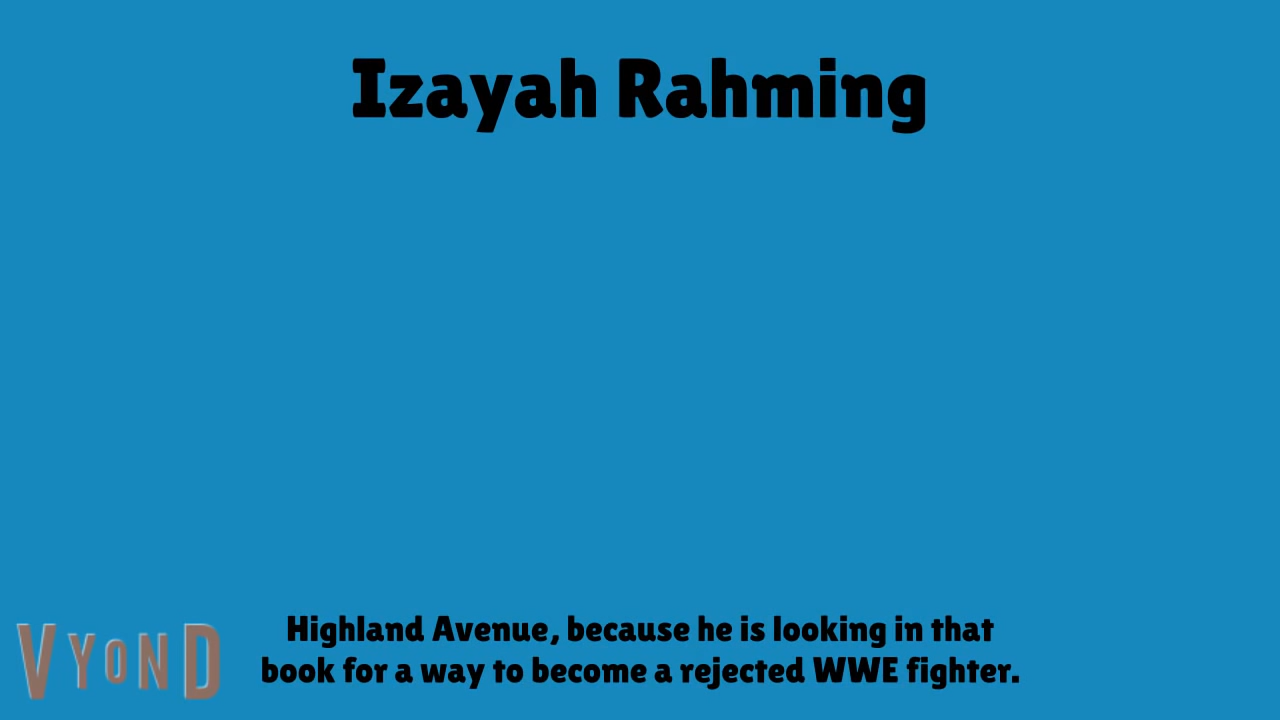 Izayah Rahming
Highland Avenue, because he is looking in that
book for a way to become a rejected WWE fighter.
VYOND